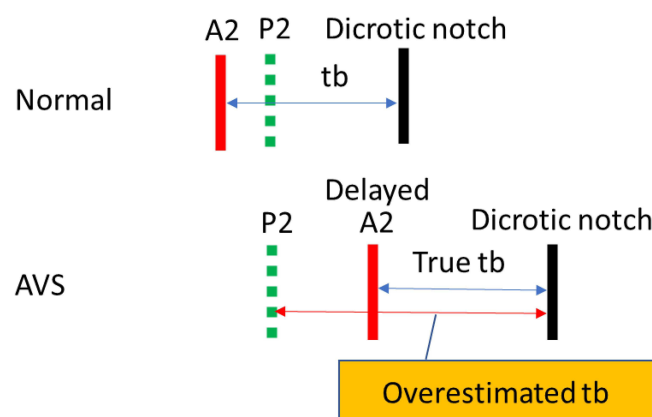 A2 P2 Dicrotic notch
tb
Normal
Delayed
P2 A2 Dicrotic notch
True tb
AVS
Overestimated tb